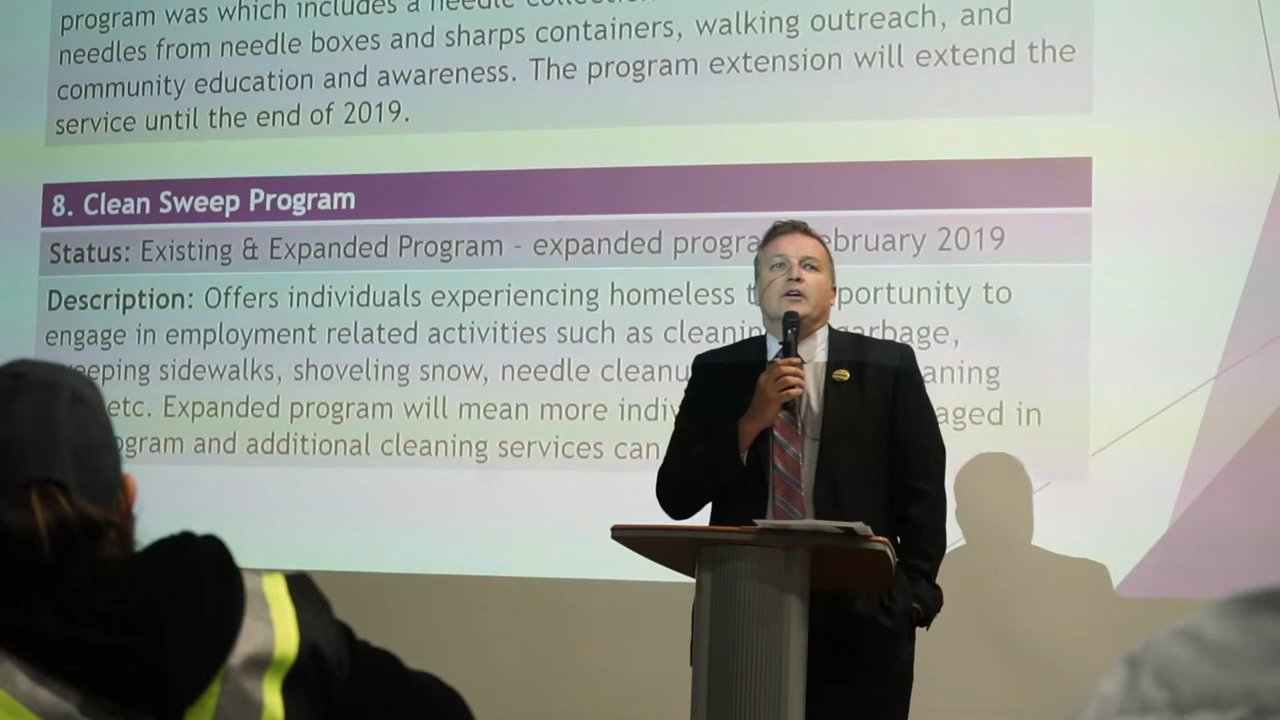 program was which includes a needle
needles from needle boxes and sharps containers, walking outreach, and
community education and awareness. The program extension will extend the
service until the end of 2019.
8. Clean Sweep Program
Status: Existing & Expanded Program - expanded ebruary 2019
Description: Offers individuals experiencing homeless portunity to
engage in employment related activities such as garbage,
eeping sidewalks, shoveling snow, needle aning
etc. Expanded program will mean more aged in
ogram and additional cleaning services can